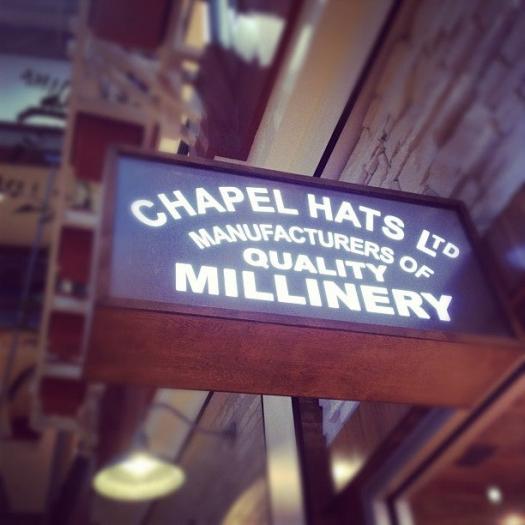 CHAPEL HATS LTD
MANUFACTURERS OF
QUALITY
MILLINERY